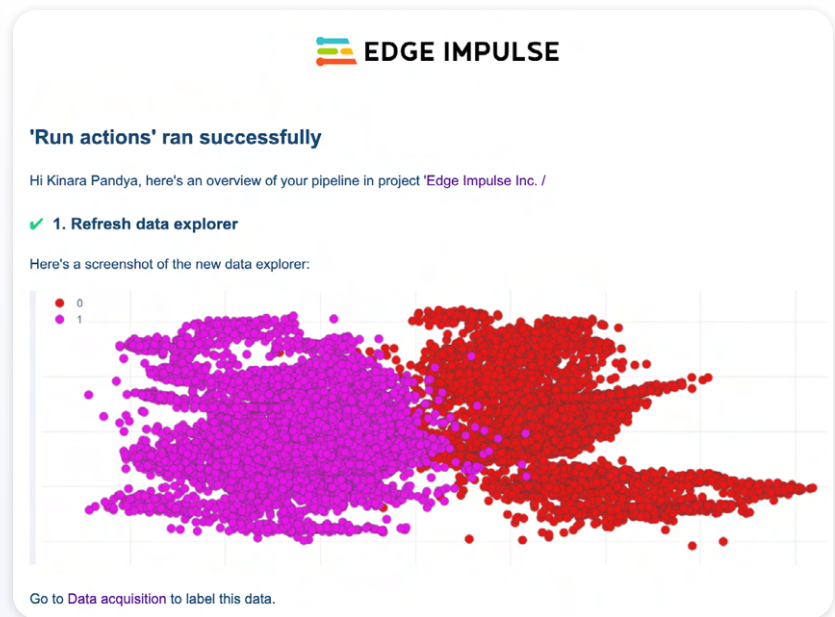 EDGE IMPULSE
'Run actions' ran successfully
Hi Kinara Pandya, here's an overview of your pipeline in project 'Edge Impulse Inc. /
✔ 1. Refresh data explorer
Here's a screenshot of the new data explorer:
0
1
Go to Data acquisition to label this data.